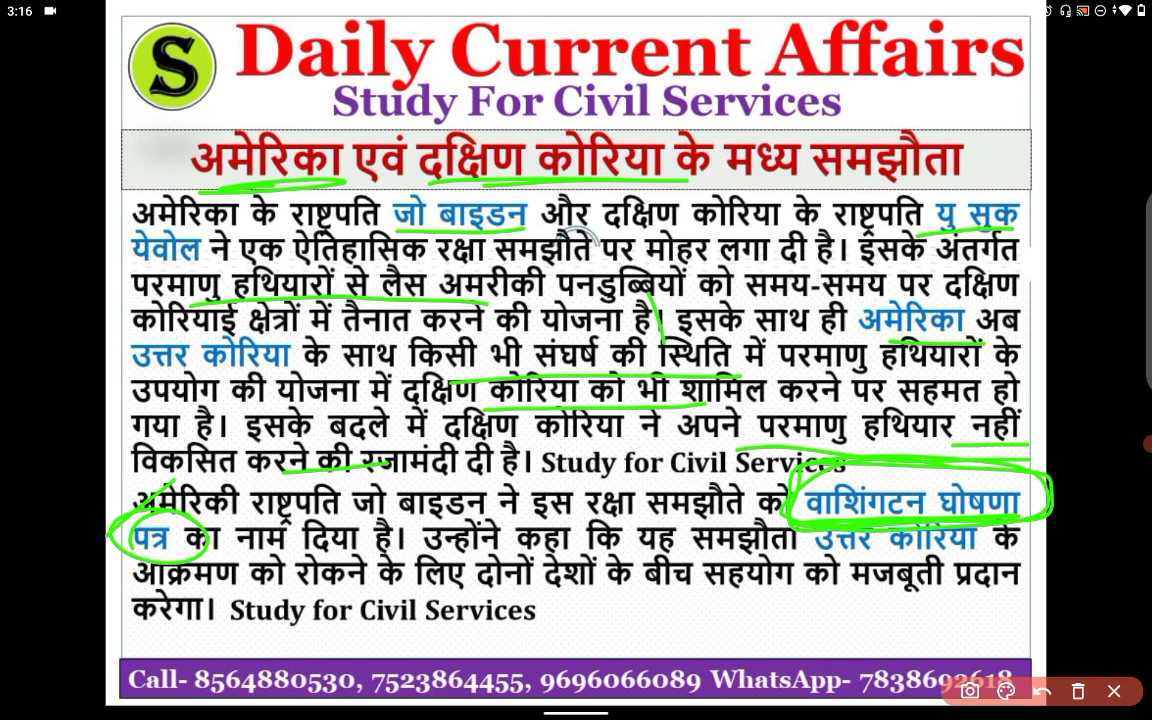 3:16
S
Daily Current Affairs
Study For Civil Services
अमेरिका एवं दक्षिण कोरिया के मध्य समझौता
अमेरिका के राष्ट्रपति जो बाइडन और दक्षिण कोरिया के राष्ट्रपति यु सुक
येवोल ने एक ऐतिहासिक रक्षा समझौते पर मोहर लगा दी है। इसके अंतर्गत
परमाणु हथियारों से लैस अमरीकी पनडुब्बियों को समय-समय पर दक्षिण
कोरियाई क्षेत्रों में तैनात करने की योजना है। इसके साथ ही अमेरिका अब
उत्तर कोरिया के साथ किसी भी संघर्ष की स्थिति में परमाणु हथियारों के
उपयोग की योजना में दक्षिण कोरिया को भी शामिल करने पर सहमत हो
गया है। इसके बदले में दक्षिण कोरिया ने अपने परमाणु हथियार नहीं
विकसित करने की रजामंदी दी है। Study for Civil Services
अमेरिकी राष्ट्रपति जो बाइडन ने इस रक्षा समझौते को वाशिंगटन घोषणा
पत्र का नाम दिया है। उन्होंने कहा कि यह समझौता उत्तर कोरिया के
आक्रमण को रोकने के लिए दोनों देशों के बीच सहयोग को मजबूती प्रदान
करेगा। Study for Civil Services
Call- 8564880530, 7523864455, 9696066089 WhatsApp- 7838692618